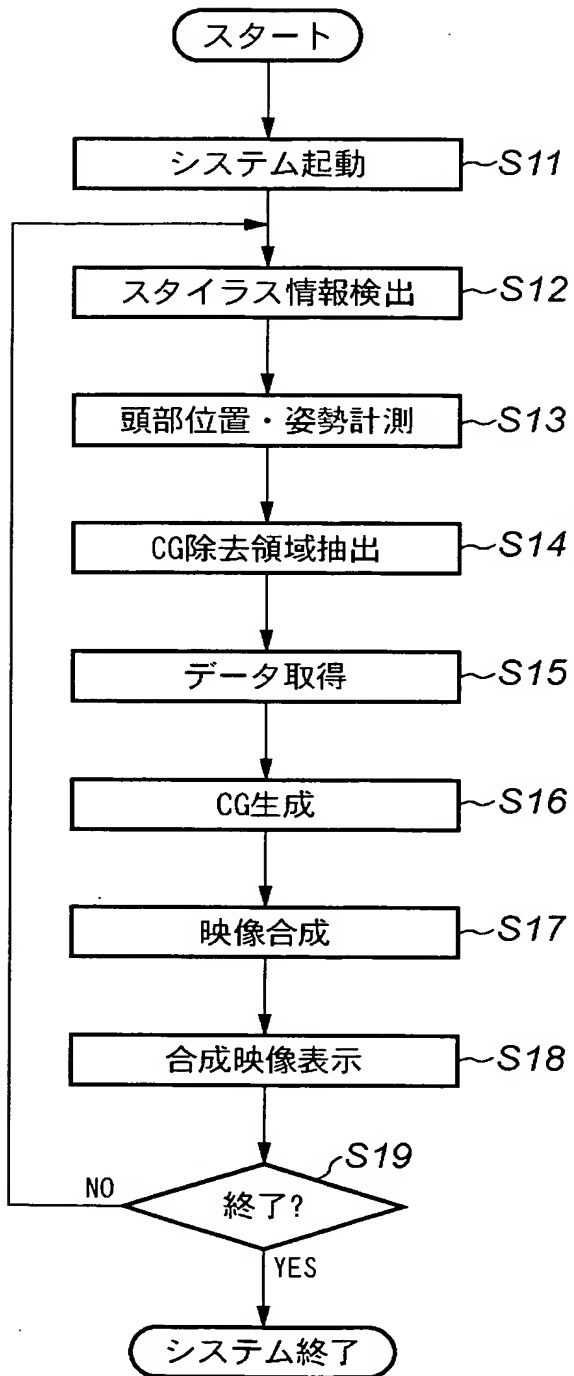 スタート
システム起動 S11
スタイラス情報検出 S12
頭部位置・姿勢計測 S13
CG除去領域抽出 S14
データ取得 S15
CG生成 S16
映像合成 S17
合成映像表示 S18
S19
NO 終了?
YES
システム終了